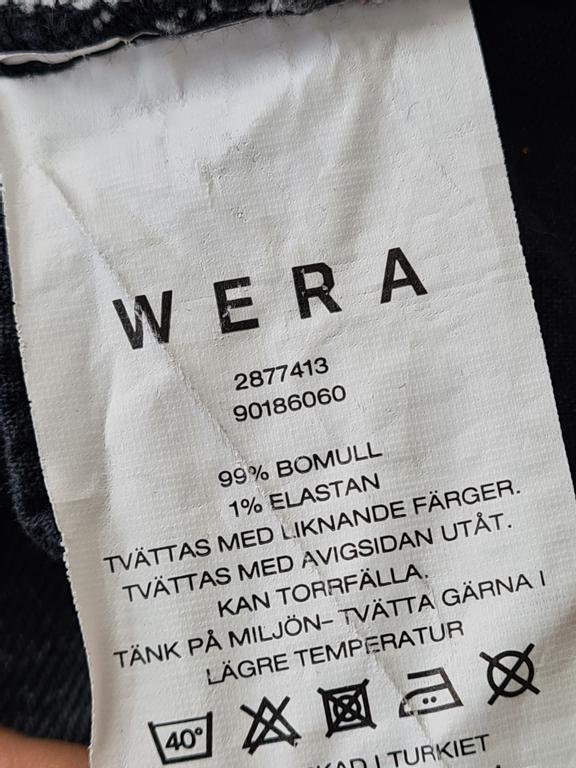 WERA
2877413
90186060
99% BOMULL
1% ELASTAN
TVÄTTAS MED LIKNANDE FÄRGER.
TVÄTTAS MED AVIGSIDAN UTÅT.
KAN TORRFÄLLA.
TÄNK PÅ MILJÖN- TVÄTTA GÄRNA I
LÄGRE TEMPERATUR
40°
I TURKIET